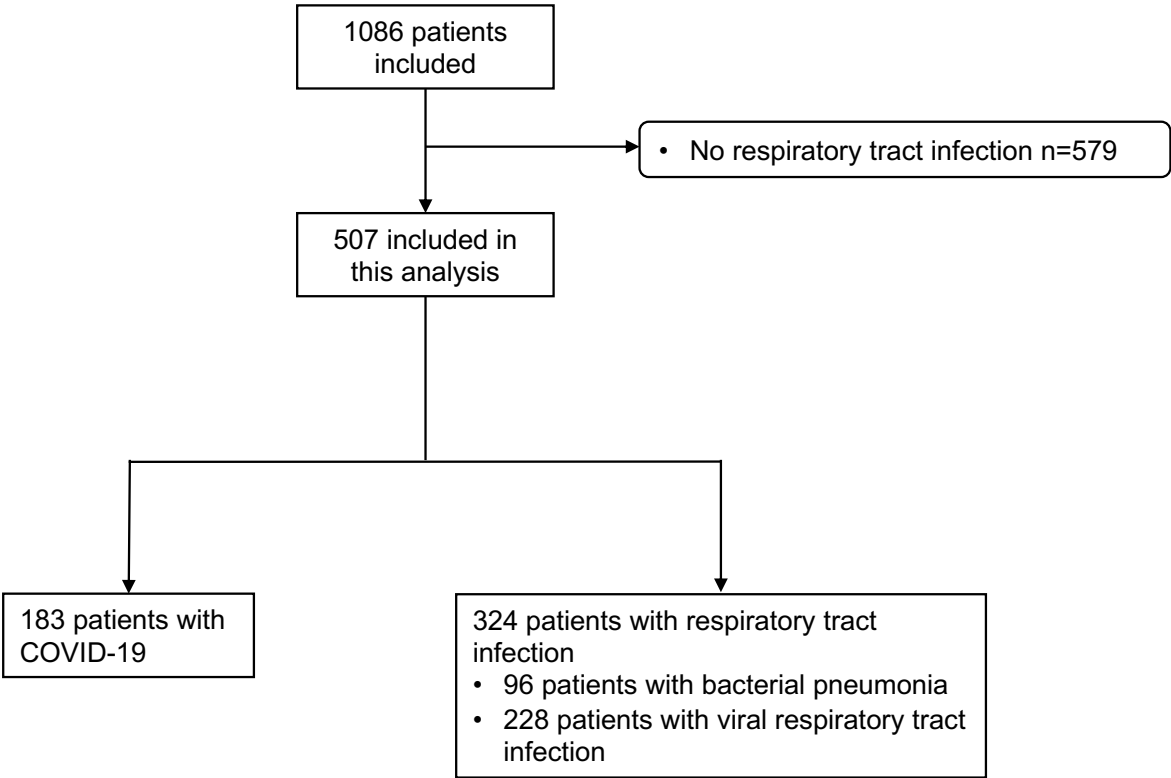 1086 patients
included
• No respiratory tract infection n=579
507 included in
this analysis
183 patients with
COVID-19
324 patients with respiratory tract
infection
• 96 patients with bacterial pneumonia
• 228 patients with viral respiratory tract
infection